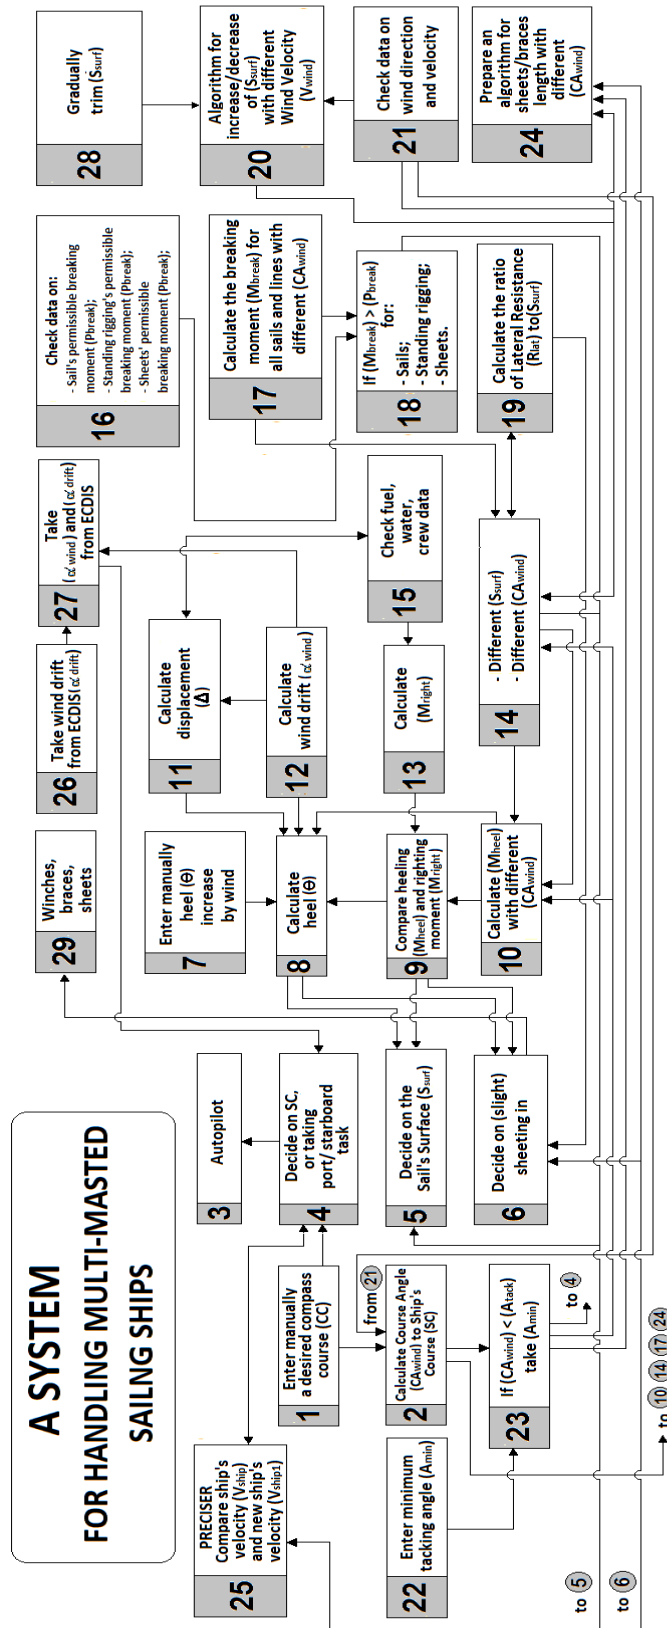 A SYSTEM
FOR HANDLING MULTI-MASTED
SAILNG SHIPS
28
Gradually
trim (Ssurf)
20
Algorithm for
increase/decrease
of (Ssurf)
with different
Wind Velocity
(Vwind)
21
Check data on
wind direction
and velocity
24
Prepare an
algorithm for
sheets/braces
length with
different
(CAwind)
16
Check data on:
- Sail's permissible breaking
moment (Pbreak);
- Standing rigging's permissible
breaking moment (Pbreak);
- Sheets' permissible
breaking moment (Pbreak);
17
Calculate the breaking
moment (Mbreak) for
all sails and lines with
different (CAwind)
18
If (Mbreak) > (Pbreak)
for:
- Sails;
- Standing rigging;
- Sheets.
19
Calculate the ratio
of Lateral Resistance
(Rlat) to(Ssurf)
27
Take
(α wind) and(α drift)
from ECDIS
26
Take wind drift
from ECDIS(α drift)
11
Calculate
displacement
(Δ)
12
Calculate
wind drift (α wind)
15
Check fuel,
water,
crew data
13
Calculate
(Mright)
14
- Different (Ssurf)
- Different (CAwind)
29
Winches,
braces,
sheets
7
Enter manually
heel (Θ)
increase
by wind
8
Calculate
heel (Θ)
9
Compare heeling
(Mheel) and righting
moment (Mright)
10
Calculate (Mheel)
with different
(CAwind)
3
Autopilot
4
Decide on SC,
or taking
port/ starboard
task
5
Decide on the
Sail's Surface (Ssurf)
6
Decide on (slight)
sheeting in
1
Enter manually
a desired compass
course (CC)
from 21
2
Calculate Course Angle
(CAwind) to Ship's
Course (SC)
23
If (CAwind) < (Atack)
take (Amin)
to 4
25
PRECISER
Compare ship's
velocity (Vship)
and new ship's
velocity (Vship1)
22
Enter minimum
tacking angle (Amin)
to 10 14 17 24
to 5
to 6